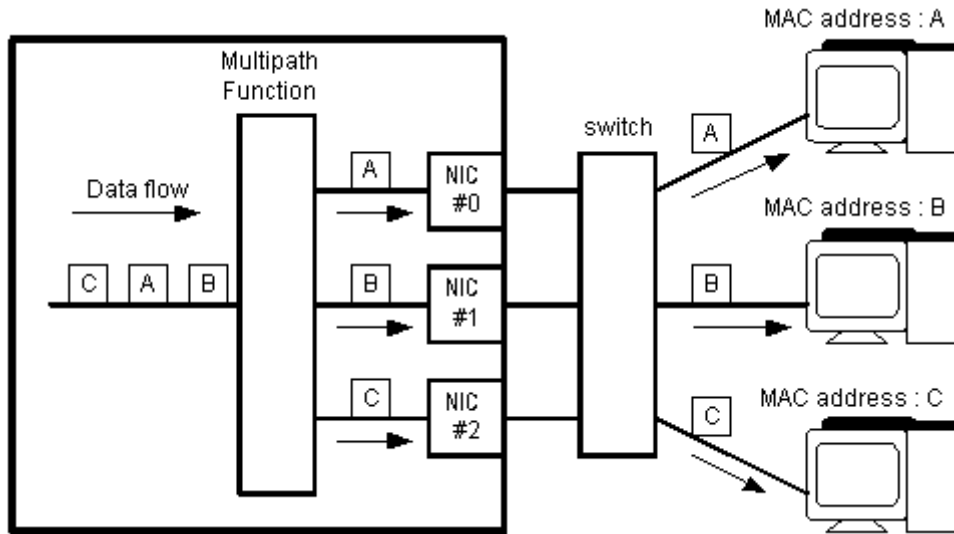 MAC address : A
Multipath
Function
switch
A
A
NIC
#0
Data flow
MAC address : B
C A B
B
NIC
#1
B
MAC address : C
C
NIC
#2
C